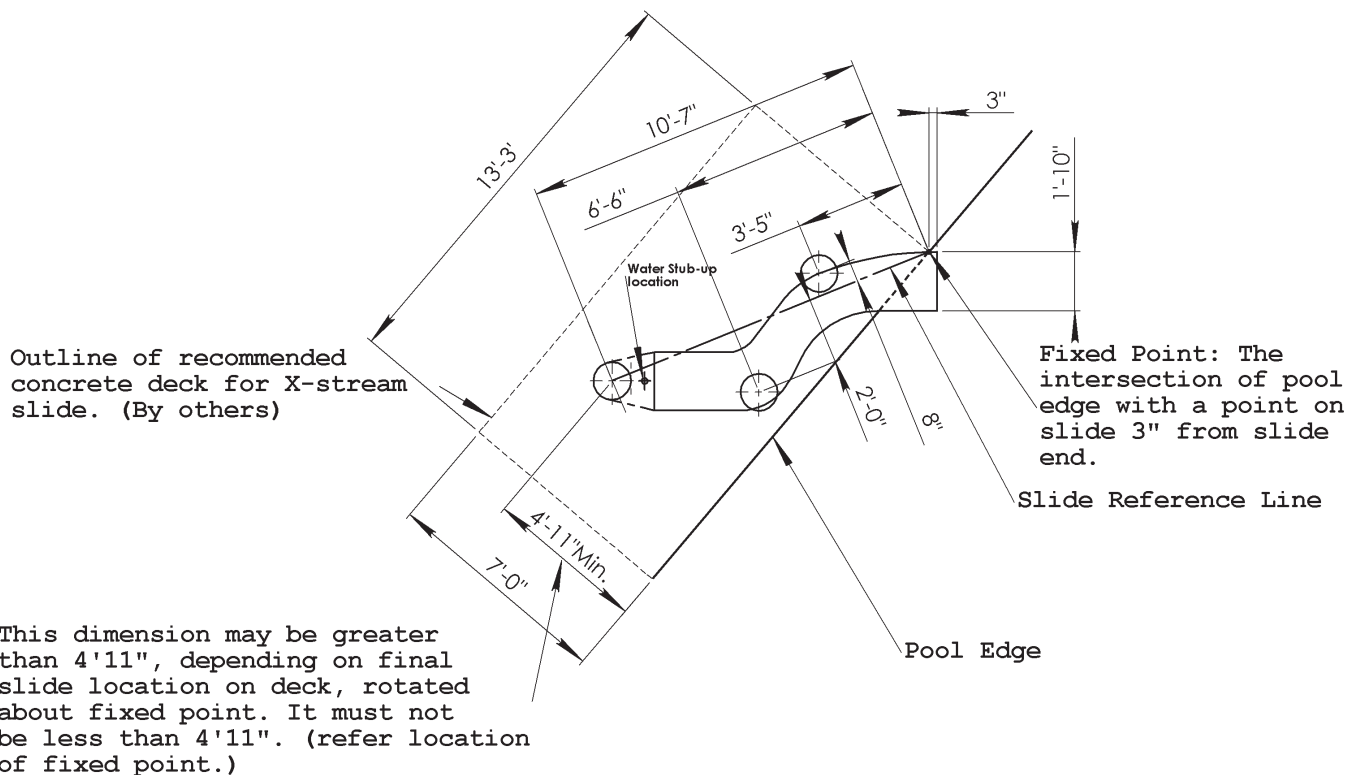 3"
10'-7"
13'-3'
1'-10"
6'-6"
3'-5"
Water Stub-up
location
Outline of recommended
concrete deck for X-stream
slide. (By others)
Fixed Point: The
intersection of pool
edge with a point on
slide 3" from slide
end.
2'-0"
8"
Slide Reference Line
4'-11"Min.
7'-0"
This dimension may be greater
than 4'11", depending on final
slide location on deck, rotated
about fixed point. It must not
be less than 4'11". (refer location
of fixed point.)
Pool Edge